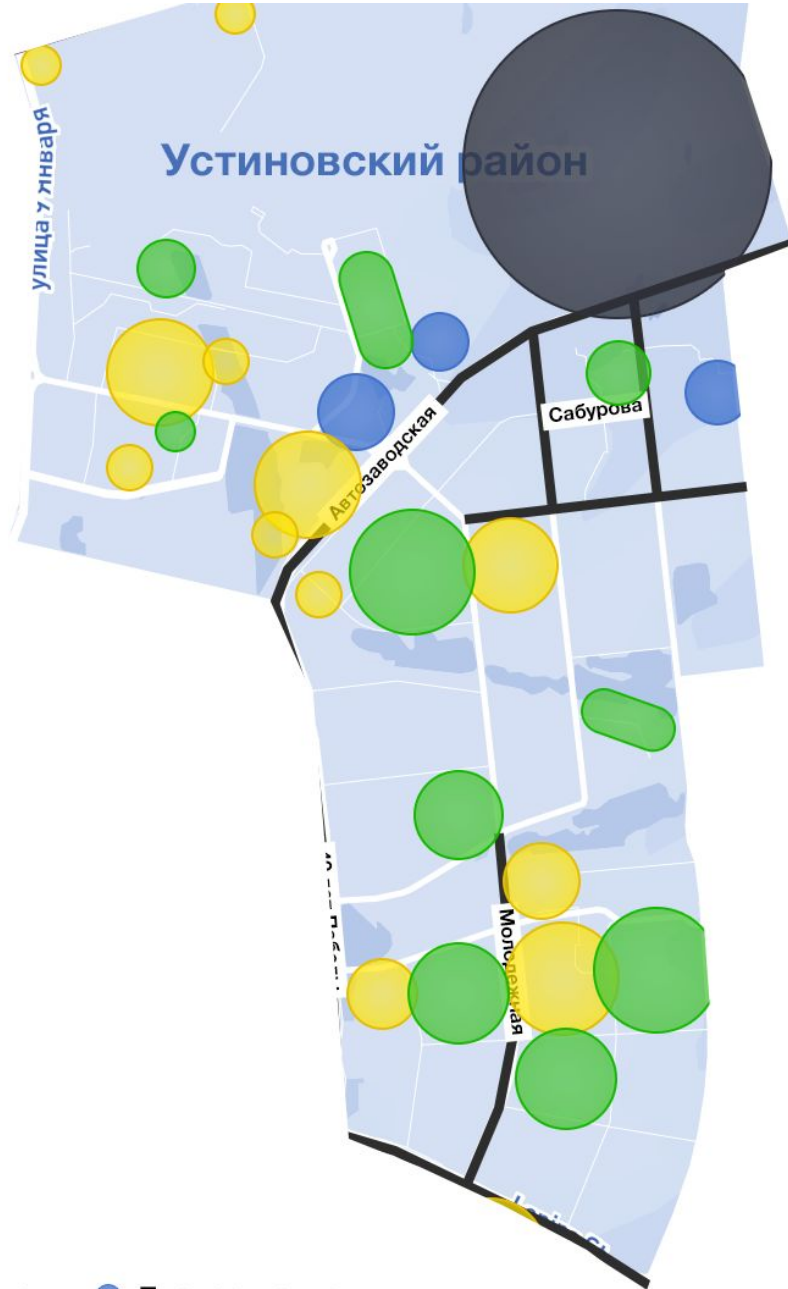 улица 9 января
Устиновский район
Автозаводская
Сабурова
Молодежная